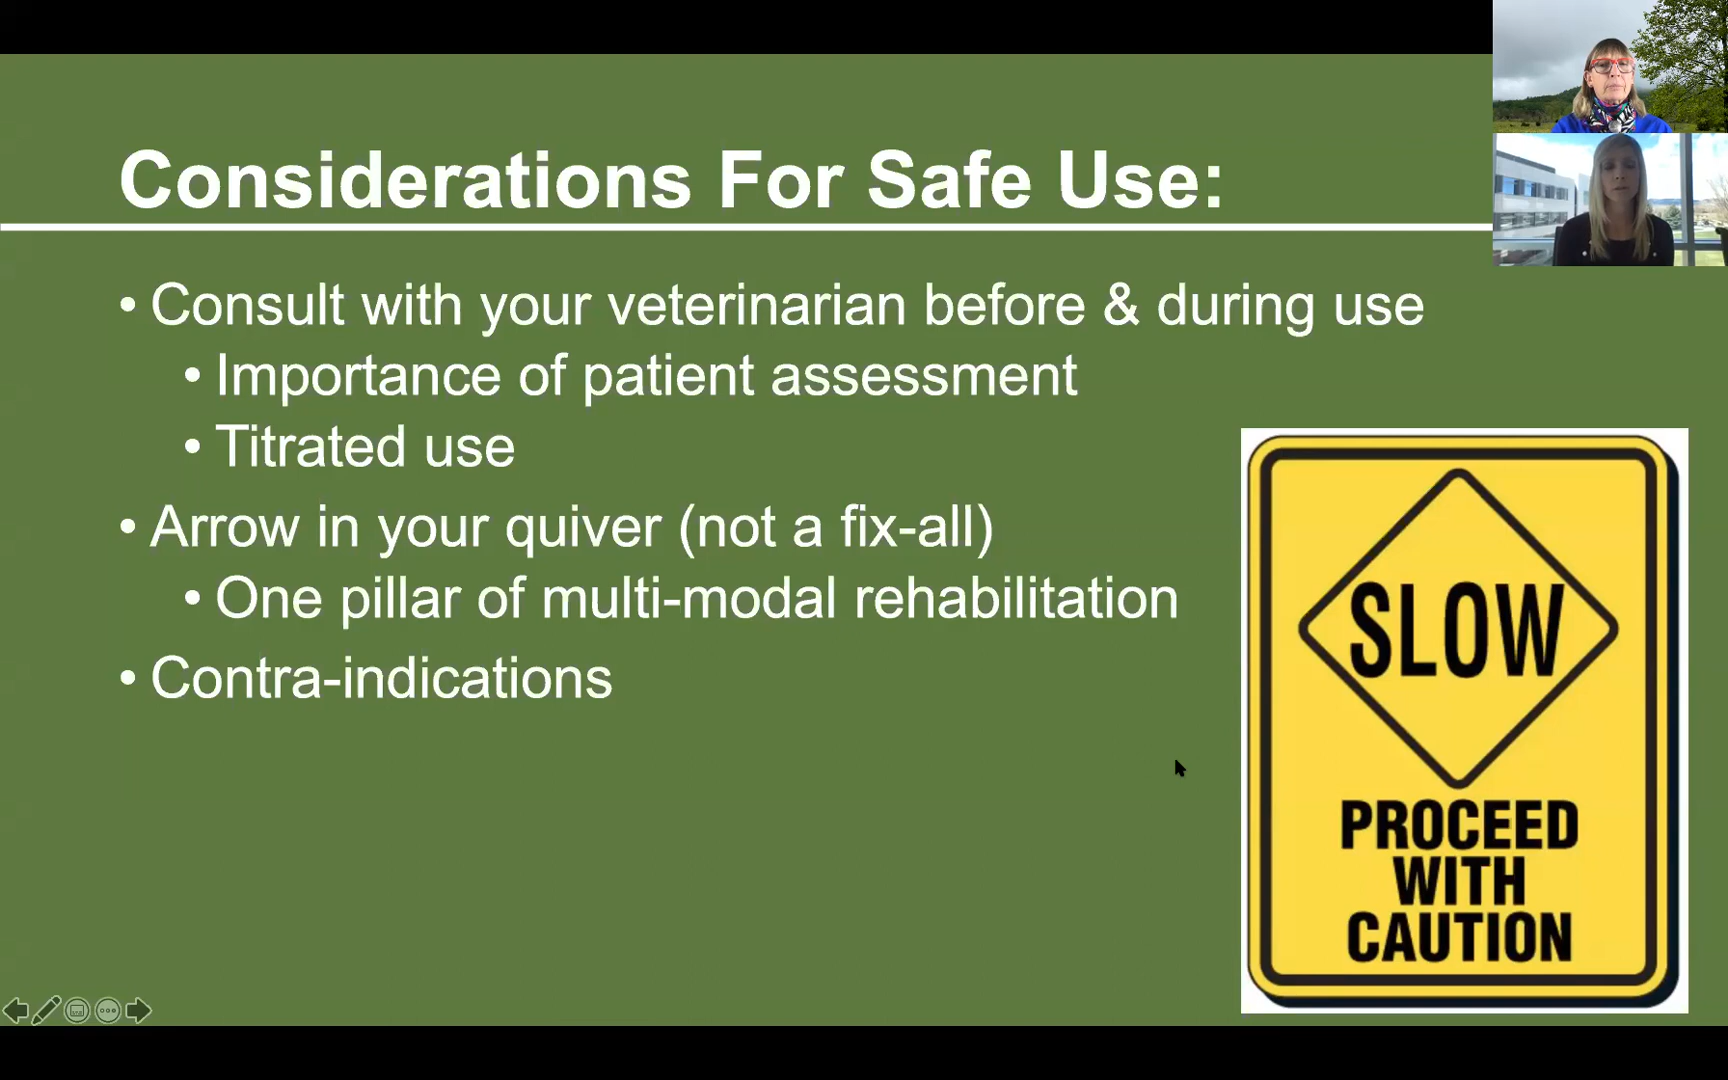 Considerations For Safe Use:
• Consult with your veterinarian before & during use
• Importance of patient assessment
• Titrated use
• Arrow in your quiver (not a fix-all)
• One pillar of multi-modal rehabilitation
• Contra-indications
SLOW
PROCEED
WITH
CAUTION